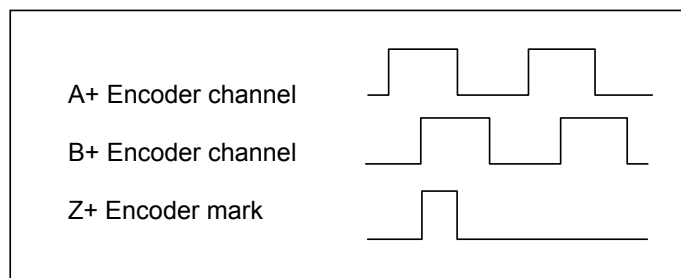 A+ Encoder channel
B+ Encoder channel
Z+ Encoder mark